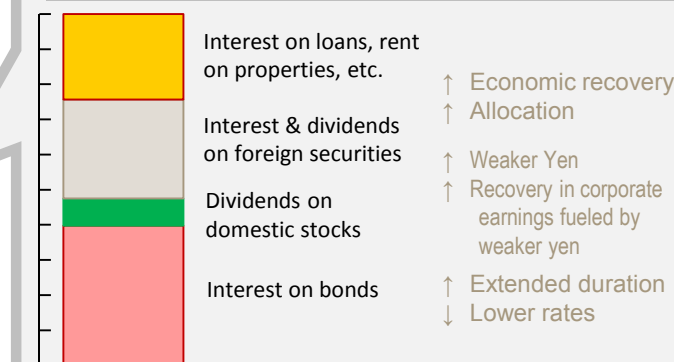 Interest on loans, rent
on properties, etc.
↑ Economic recovery
↑ Allocation
Interest & dividends
on foreign securities
↑ Weaker Yen
↑ Recovery in corporate
earnings fueled by
weaker yen
Dividends on
domestic stocks
Interest on bonds
↑ Extended duration
↓ Lower rates